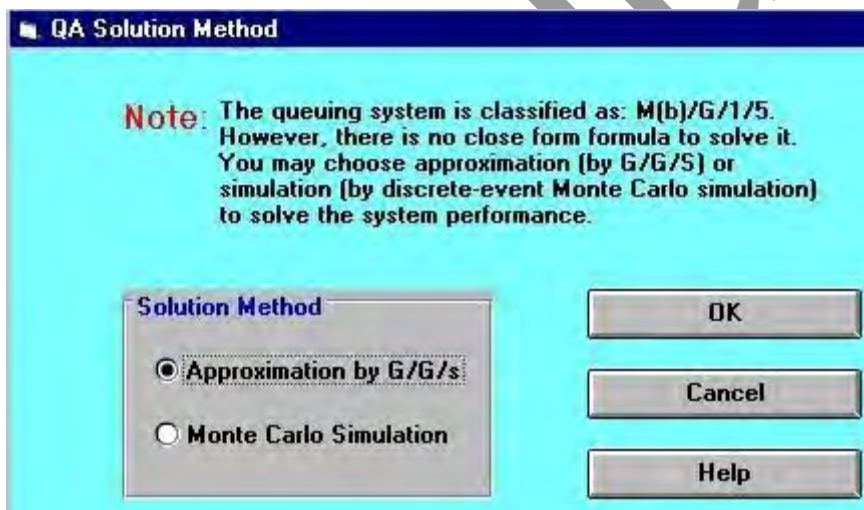 QA Solution Method
Note: The queuing system is classified as: M(b)/G/1/5.
However, there is no close form formula to solve it.
You may choose approximation (by G/G/S) or
simulation (by discrete-event Monte Carlo simulation)
to solve the system performance.
Solution Method
Approximation by G/G/s
Monte Carlo Simulation
OK
Cancel
Help